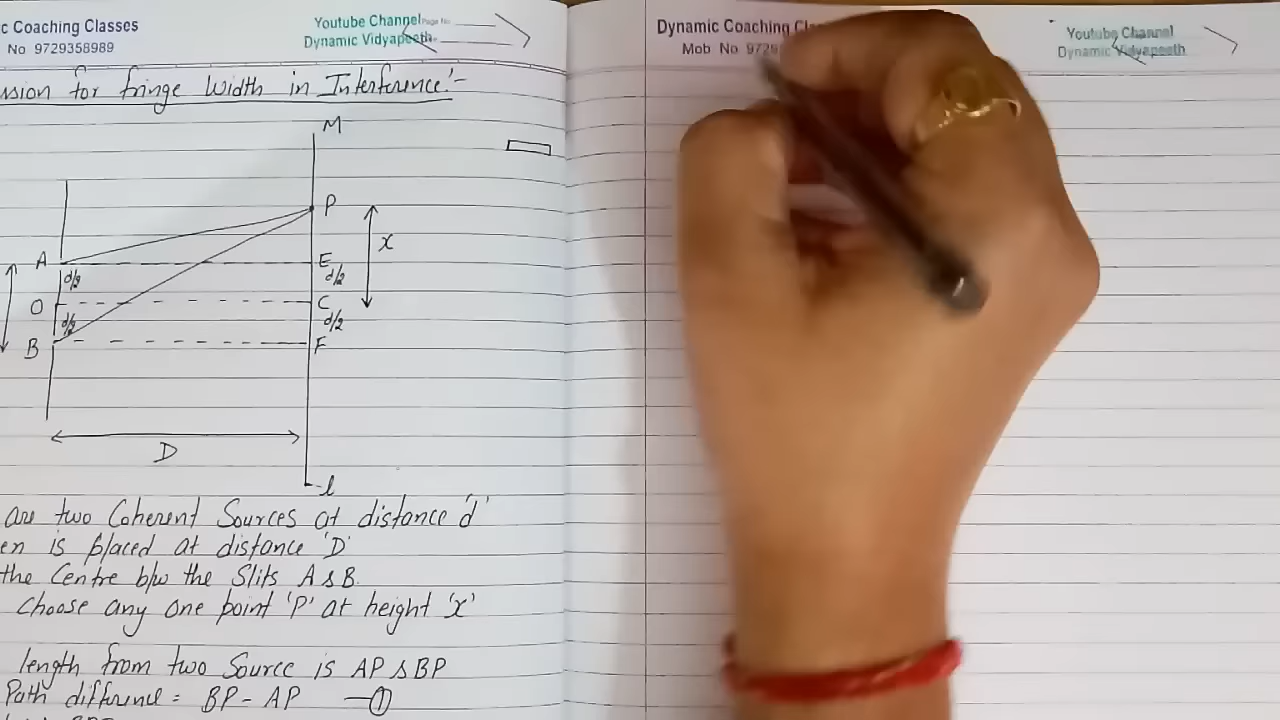 c Coaching Classes
No 9729358989
Youtube Channel Page No.
Dynamic Vidyapeeth
ssion for fringe Width in Interference:-
M
P
x
A
E
d/2
d/2
O
C
d/2
d/2
B
F
D
are two Coherent Sources at distance 'd'
en is placed at distance 'D'
the Centre b/w the Slits A & B.
Choose any one point 'P' at height 'x'
length from two Source is AP & BP
Path difference = BP - AP —①
Dynamic Coaching Cl
Mob No 972
Youtube Channel
Dynamic Vidyapeeth